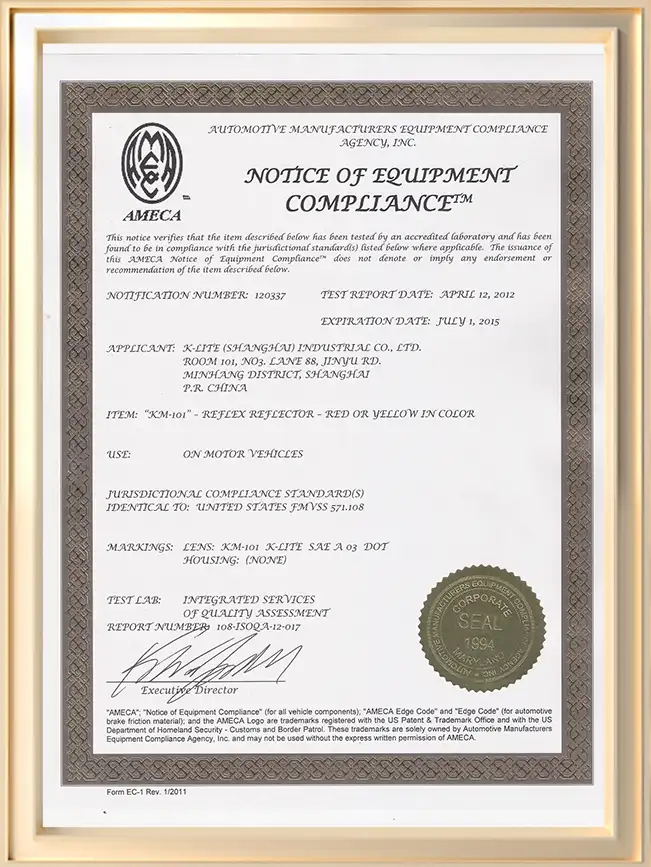 AUTOMOTIVE MANUFACTURERS EQUIPMENT COMPLIANCE
AGENCY, INC.
AMECA
NOTICE OF EQUIPMENT
COMPLIANCE™
This notice verifies that the item described below has been tested by an accredited laboratory and has been
found to be in compliance with the jurisdictional standard(s) listed below where applicable. The issuance of
this AMECA Notice of Equipment Compliance™ does not denote or imply any endorsement or
recommendation of the item described below.
NOTIFICATION NUMBER: 120337 TEST REPORT DATE: APRIL 12, 2012
EXPIRATION DATE: JULY 1, 2015
APPLICANT: K-LITE (SHANGHAI) INDUSTRIAL CO., LTD.
ROOM 101, NO3. LANE 88, JINYU RD.
MINHANG DISTRICT, SHANGHAI
P.R. CHINA
ITEM: "KM-101" - REFLEX REFLECTOR - RED OR YELLOW IN COLOR
USE: ON MOTOR VEHICLES
JURISDICTIONAL COMPLIANCE STANDARD(S)
IDENTICAL TO: UNITED STATES FMVSS 571.108
MARKINGS: LENS: KM-101 K-LITE SAE A 03 DOT
HOUSING: (NONE)
TEST LAB: INTEGRATED SERVICES
OF QUALITY ASSESSMENT
REPORT NUMBER: 108-ISOQA-12-017
Executive Director
AUTOMOTIVE MANUFACTURERS EQUIPMENT COMPLIANCE AGENCY, INC
CORPORATE
SEAL
1994
MARYLAND
"AMECA"; "Notice of Equipment Compliance" (for all vehicle components); "AMECA Edge Code" and "Edge Code" (for automotive
brake friction material); and the AMECA Logo are trademarks registered with the US Patent & Trademark Office and with the US
Department of Homeland Security - Customs and Border Patrol. These trademarks are solely owned by Automotive Manufacturers
Equipment Compliance Agency, Inc. and may not be used without the express written permission of AMECA.
Form EC-1 Rev. 1/2011